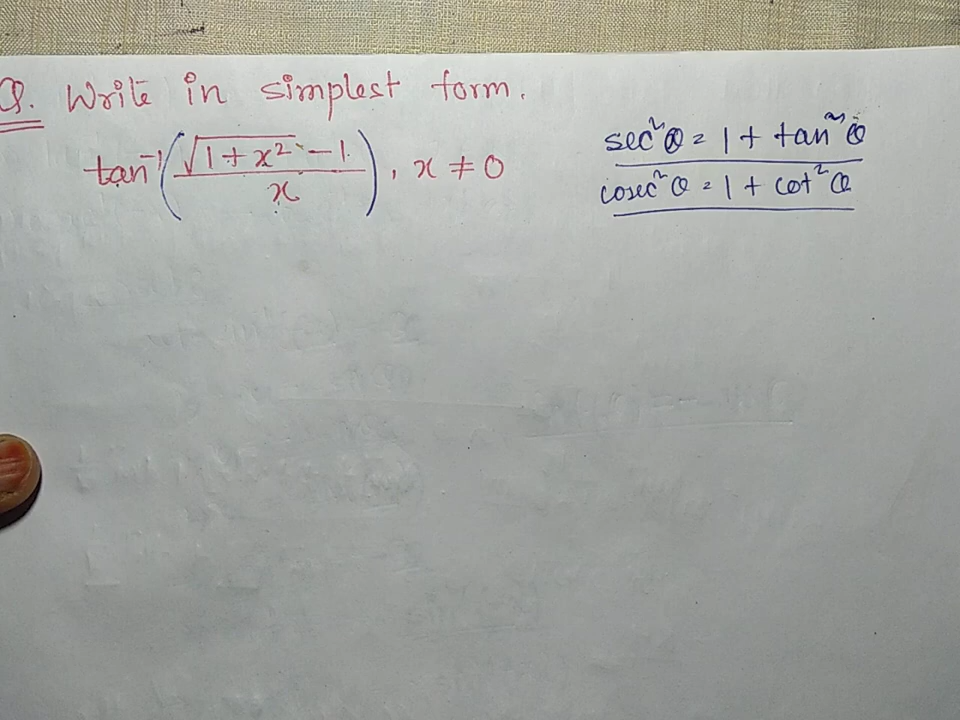 Q. Write in simplest form.
tan⁻¹(√(1+x²) - 1 / x), x ≠ 0
sec²θ = 1 + tan²θ
cosec²θ = 1 + cot²θ